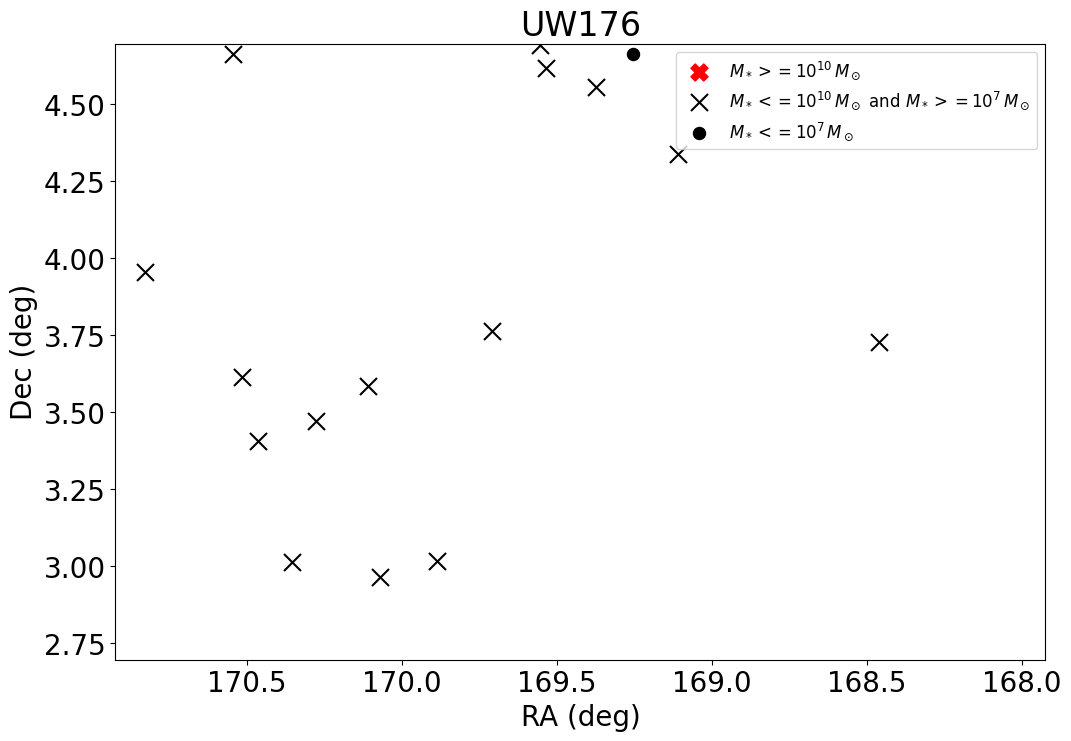 UW176
M* >= 10^10 M⊙
M* <= 10^10 M⊙ and M* >= 10^7 M⊙
M* <= 10^7 M⊙
4.50
4.25
4.00
3.75
3.50
3.25
3.00
2.75
Dec (deg)
170.5 170.0 169.5 169.0 168.5 168.0
RA (deg)